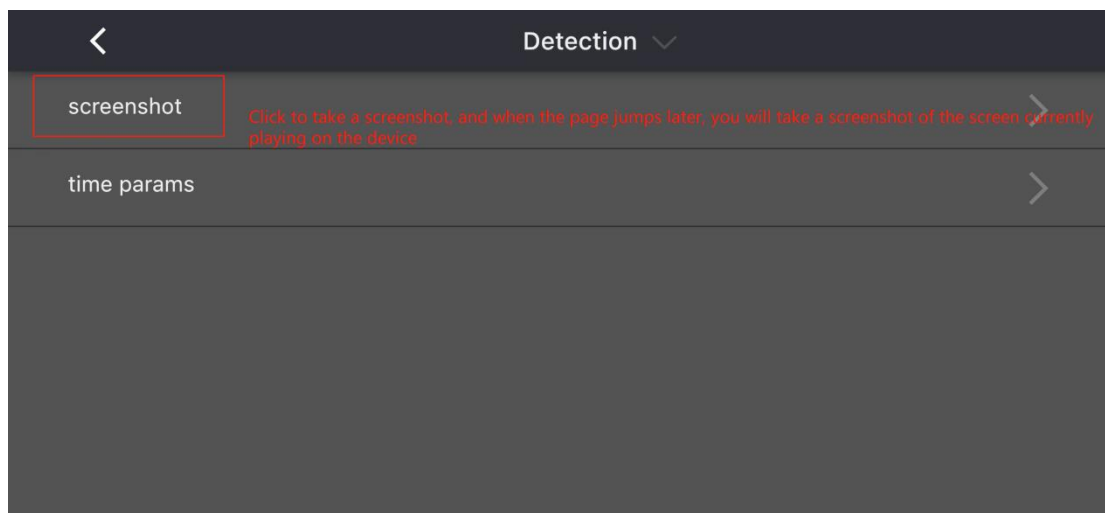 Detection
screenshot
Click to take a screenshot, and when the page jumps later, you will take a screenshot of the screen currently
playing on the device
time params